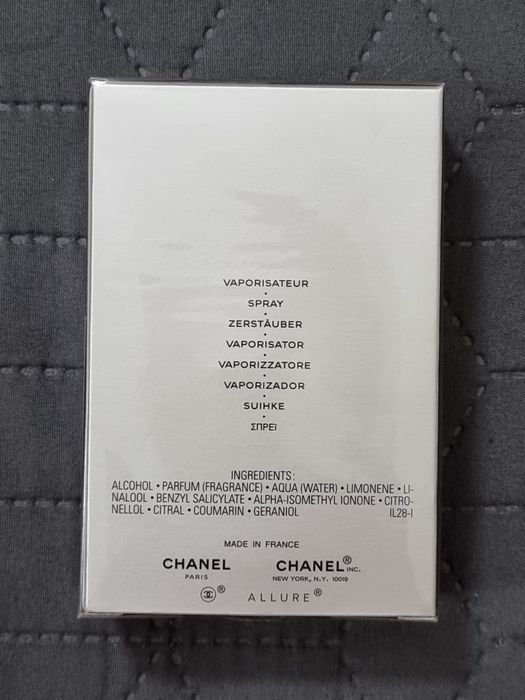 VAPORISATEUR
•
SPRAY
•
ZERSTÄUBER
•
VAPORISATOR
•
VAPORIZZATORE
•
VAPORIZADOR
•
SUIHKE
•
ΣΠΡΕΪ
INGREDIENTS:
ALCOHOL • PARFUM (FRAGRANCE) • AQUA (WATER) • LIMONENE • LI-
NALOOL • BENZYL SALICYLATE • ALPHA-ISOMETHYL IONONE • CITRO-
NELLOL • CITRAL • COUMARIN • GERANIOL IL28-I
MADE IN FRANCE
CHANEL CHANEL® INC.
PARIS NEW YORK, N.Y. 10019
® ALLURE®